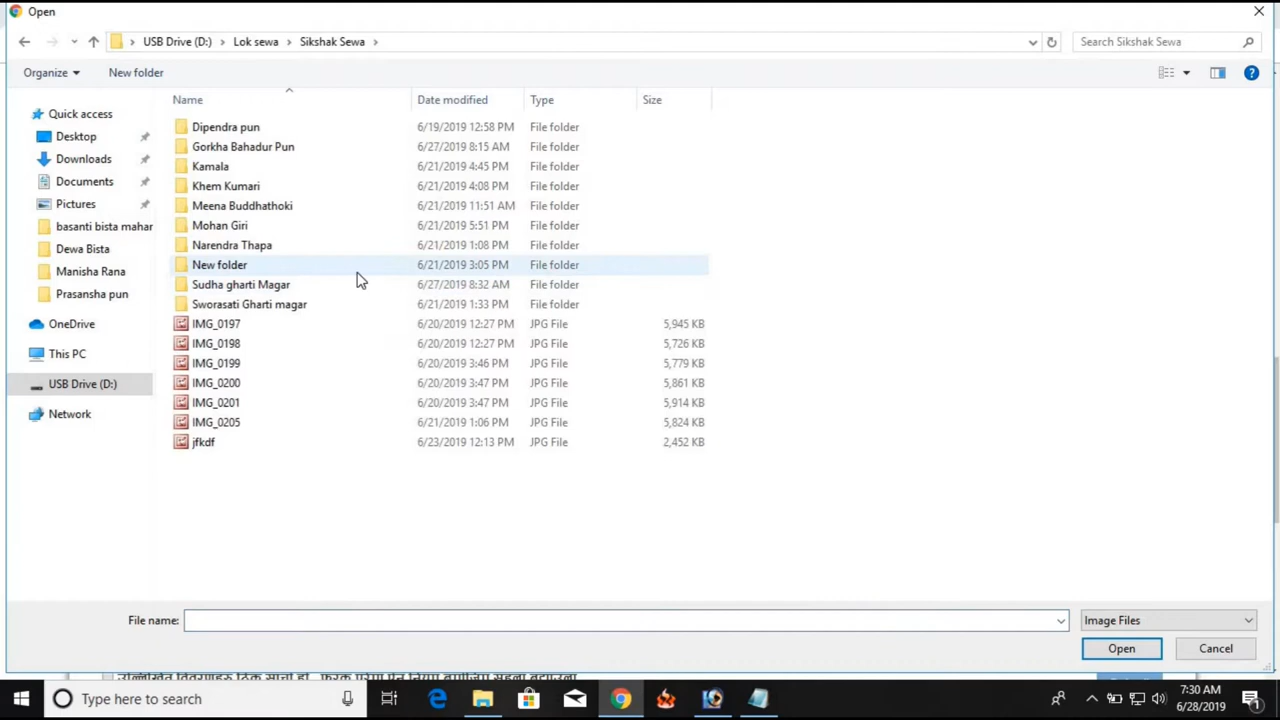 Open
USB Drive (D:) Lok sewa Sikshak Sewa
Search Sikshak Sewa
Organize New folder
Name Date modified Type Size
Quick access
Desktop
Downloads
Documents
Pictures
basanti bista mahar
Dewa Bista
Manisha Rana
Prasansha pun
OneDrive
This PC
USB Drive (D:)
Network
Dipendra pun 6/19/2019 12:58 PM File folder
Gorkha Bahadur Pun 6/27/2019 8:15 AM File folder
Kamala 6/21/2019 4:45 PM File folder
Khem Kumari 6/21/2019 4:08 PM File folder
Meena Buddhathoki 6/21/2019 11:51 AM File folder
Mohan Giri 6/21/2019 5:51 PM File folder
Narendra Thapa 6/21/2019 1:08 PM File folder
New folder 6/21/2019 3:05 PM File folder
Sudha gharti Magar 6/27/2019 8:32 AM File folder
Sworasati Gharti magar 6/21/2019 1:33 PM File folder
IMG_0197 6/20/2019 12:27 PM JPG File 5,945 KB
IMG_0198 6/20/2019 12:27 PM JPG File 5,726 KB
IMG_0199 6/20/2019 3:46 PM JPG File 5,779 KB
IMG_0200 6/20/2019 3:47 PM JPG File 5,861 KB
IMG_0201 6/20/2019 3:47 PM JPG File 5,914 KB
IMG_0205 6/21/2019 1:06 PM JPG File 5,824 KB
jfkdf 6/23/2019 12:13 PM JPG File 2,452 KB
File name:
Image Files
Open Cancel
Type here to search
7:30 AM
6/28/2019
1